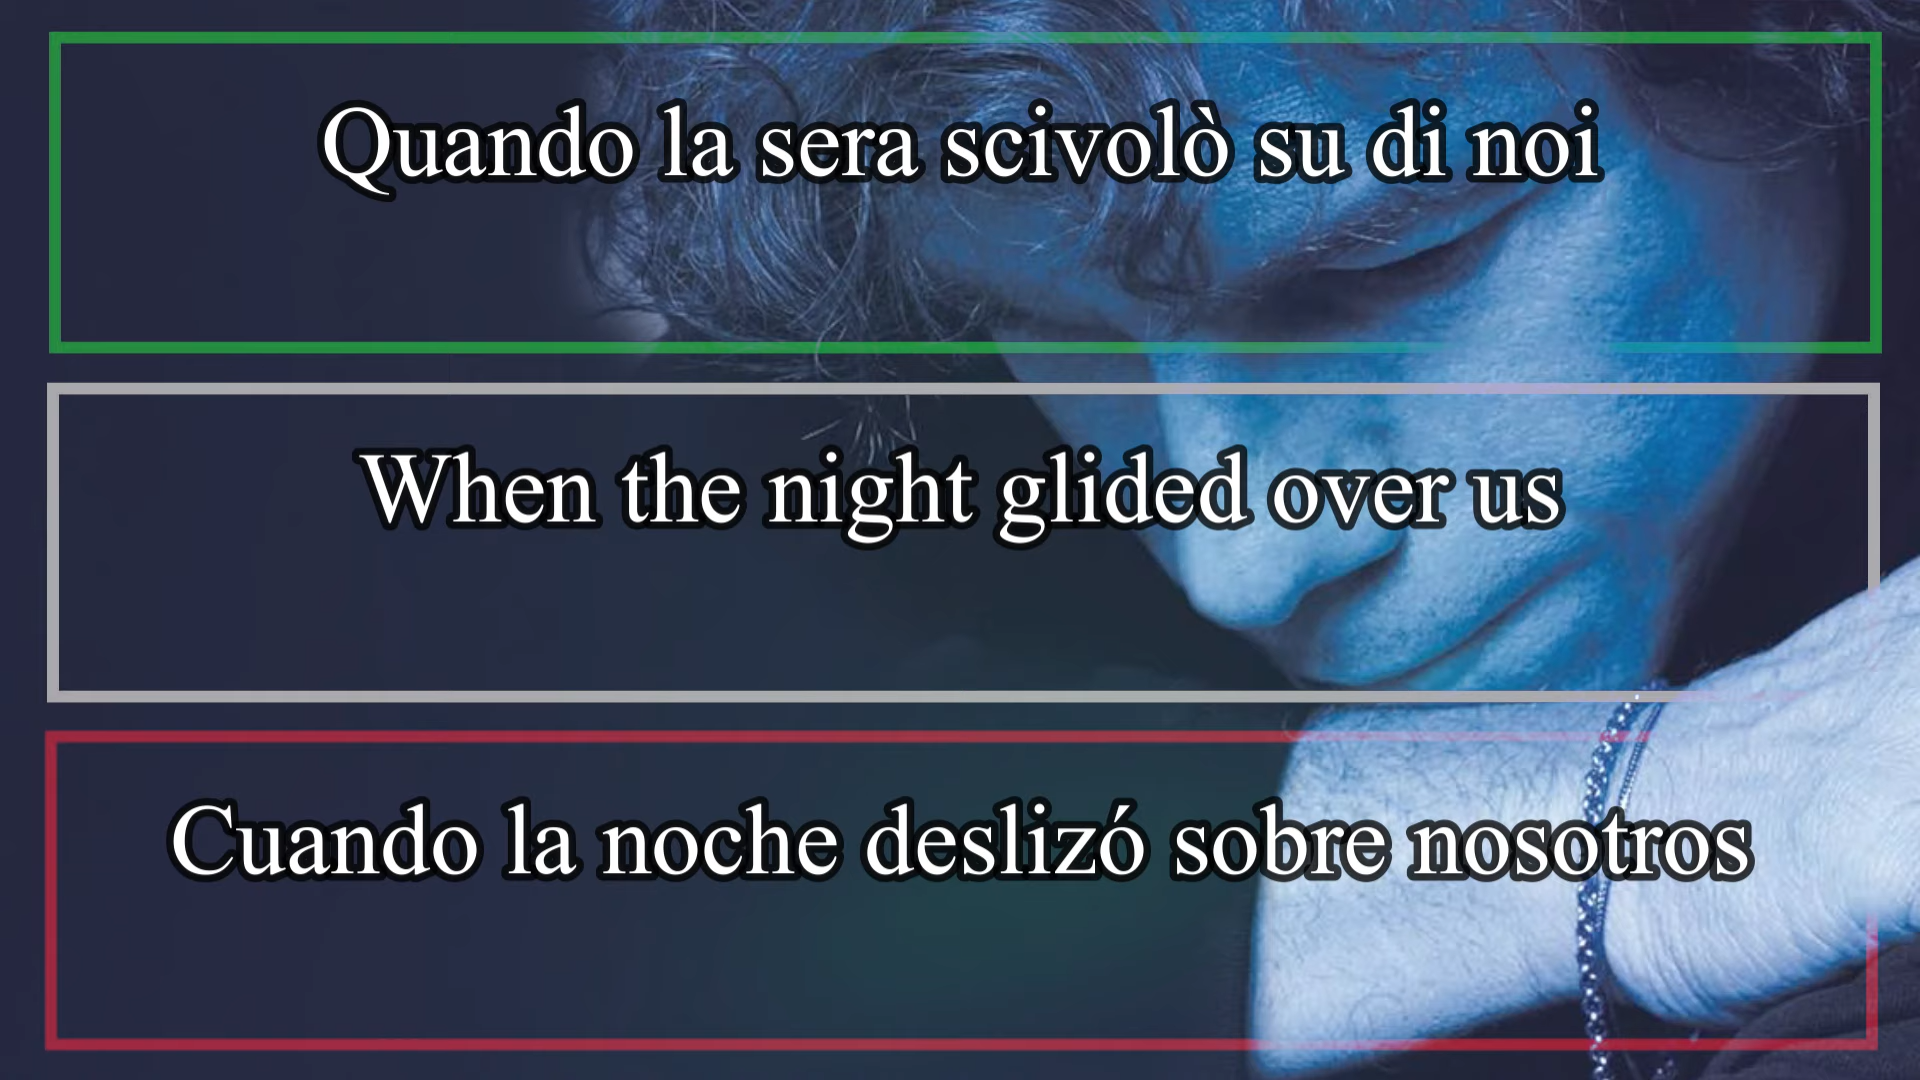 Quando la sera scivolò su di noi
When the night glided over us
Cuando la noche deslizó sobre nosotros